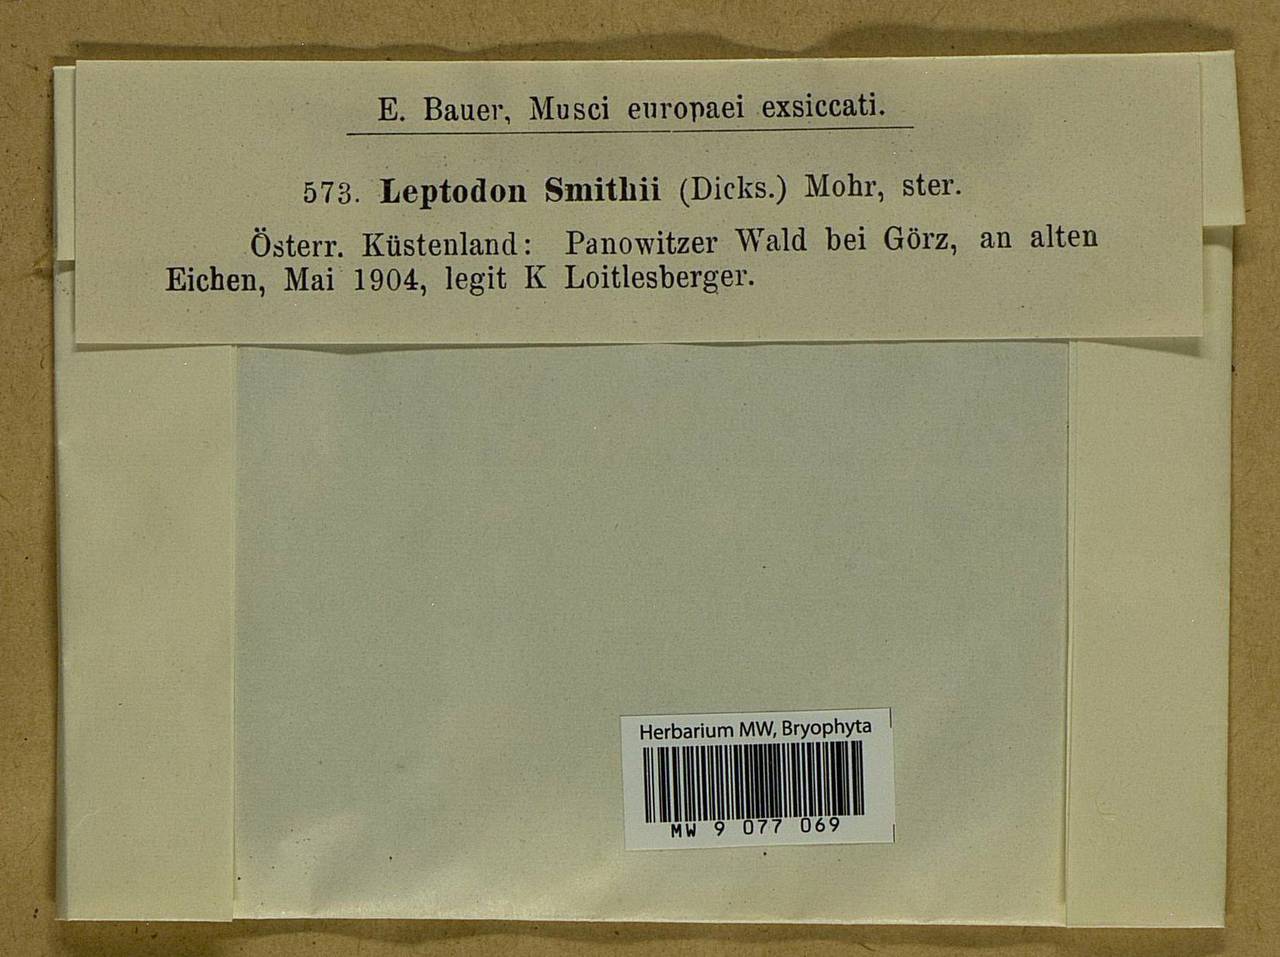 E. Bauer, Musci europaei exsiccati.
573. Leptodon Smithii (Dicks.) Mohr, ster.
Österr. Küstenland: Panowitzer Wald bei Görz, an alten
Eichen, Mai 1904, legit K Loitlesberger.
Herbarium MW, Bryophyta
MW 9 077 069